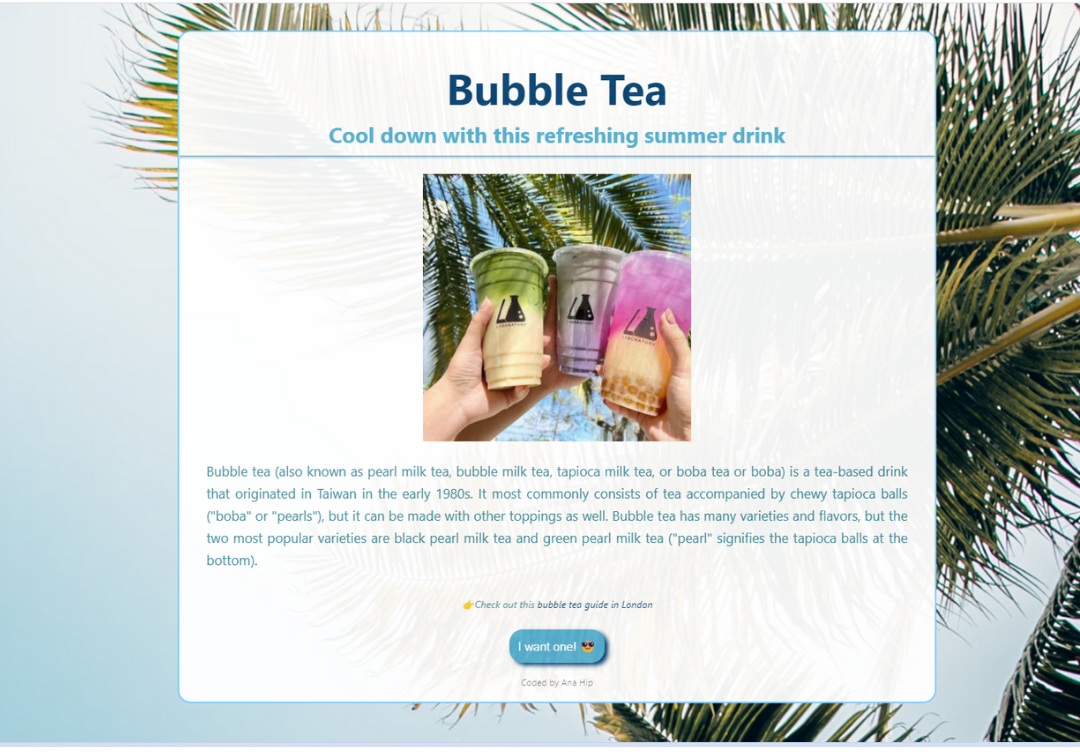 Bubble Tea
Cool down with this refreshing summer drink
LABORATORY
LABORATORY
LABORATORY
Bubble tea (also known as pearl milk tea, bubble milk tea, tapioca milk tea, or boba tea or boba) is a tea-based drink
that originated in Taiwan in the early 1980s. It most commonly consists of tea accompanied by chewy tapioca balls
("boba" or "pearls"), but it can be made with other toppings as well. Bubble tea has many varieties and flavors, but the
two most popular varieties are black pearl milk tea and green pearl milk tea ("pearl" signifies the tapioca balls at the
bottom).
👉Check out this bubble tea guide in London
I want one! 😎
Coded by Ana Hip